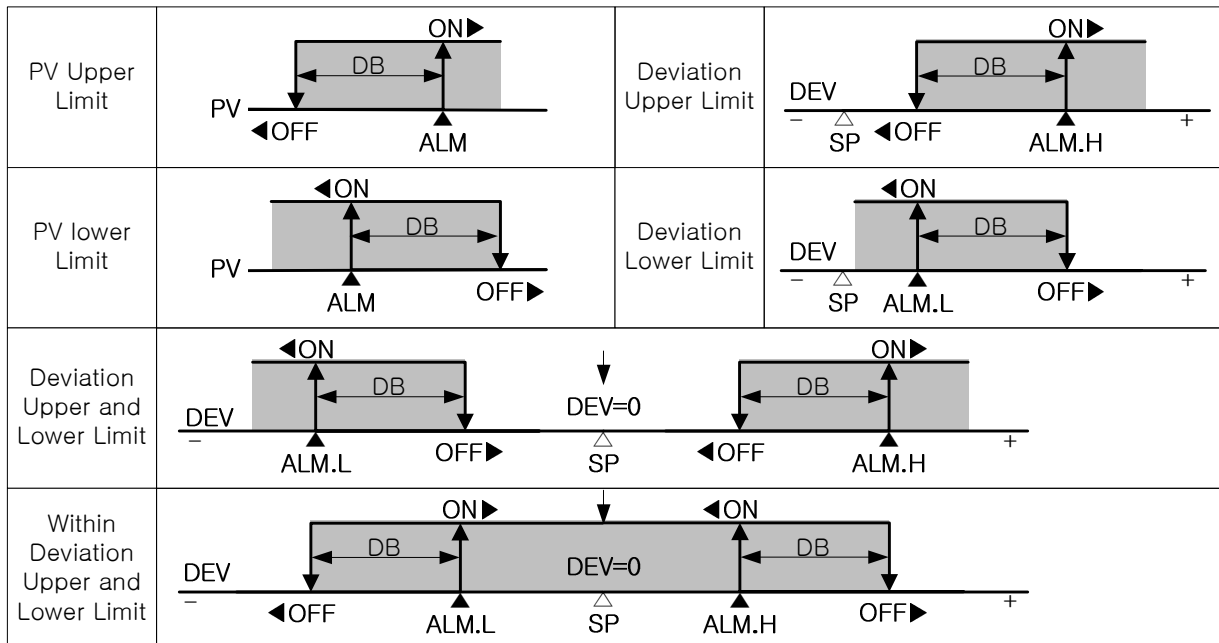 PV Upper
Limit
ON▶
DB
PV
◀OFF
ALM
Deviation
Upper Limit
ON▶
DB
DEV
−
SP
◀OFF
ALM.H
+
PV lower
Limit
◀ON
DB
PV
ALM
OFF▶
Deviation
Lower Limit
◀ON
DB
DEV
−
SP
ALM.L
OFF▶
+
Deviation
Upper and
Lower Limit
◀ON
DB
DEV
−
ALM.L
OFF▶
DEV=0
SP
ON▶
DB
◀OFF
ALM.H
+
Within
Deviation
Upper and
Lower Limit
ON▶
DB
DEV
−
◀OFF
ALM.L
DEV=0
SP
◀ON
DB
ALM.H
OFF▶
+